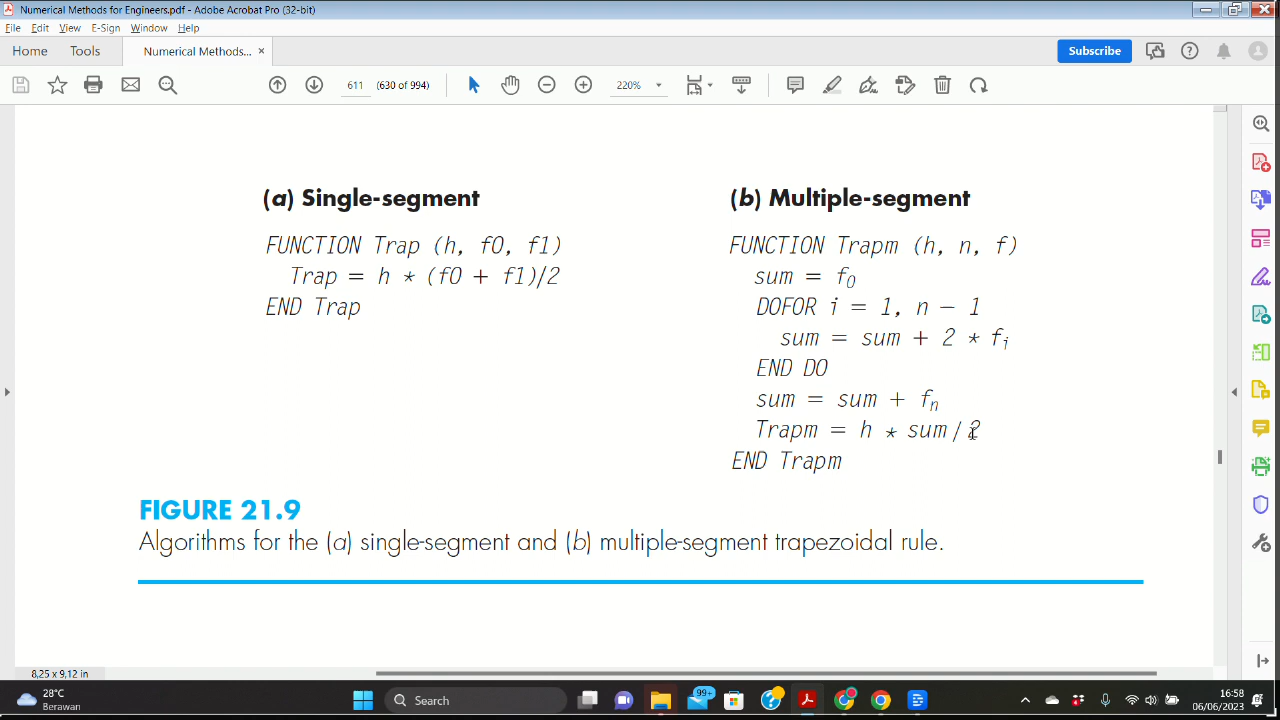 Numerical Methods for Engineers.pdf - Adobe Acrobat Pro (32-bit)
File Edit View E-Sign Window Help
Home Tools Numerical Methods... × Subscribe
611 (630 of 994) 220%
(a) Single-segment
FUNCTION Trap (h, f0, f1)
Trap = h * (f0 + f1)/2
END Trap
(b) Multiple-segment
FUNCTION Trapm (h, n, f)
sum = f0
DOFOR i = 1, n − 1
sum = sum + 2 * fi
END DO
sum = sum + fn
Trapm = h * sum / 2
END Trapm
FIGURE 21.9
Algorithms for the (a) single-segment and (b) multiple-segment trapezoidal rule.
8,25 x 9,12 in
28°C
Berawan
Search
99+
16:58
06/06/2023